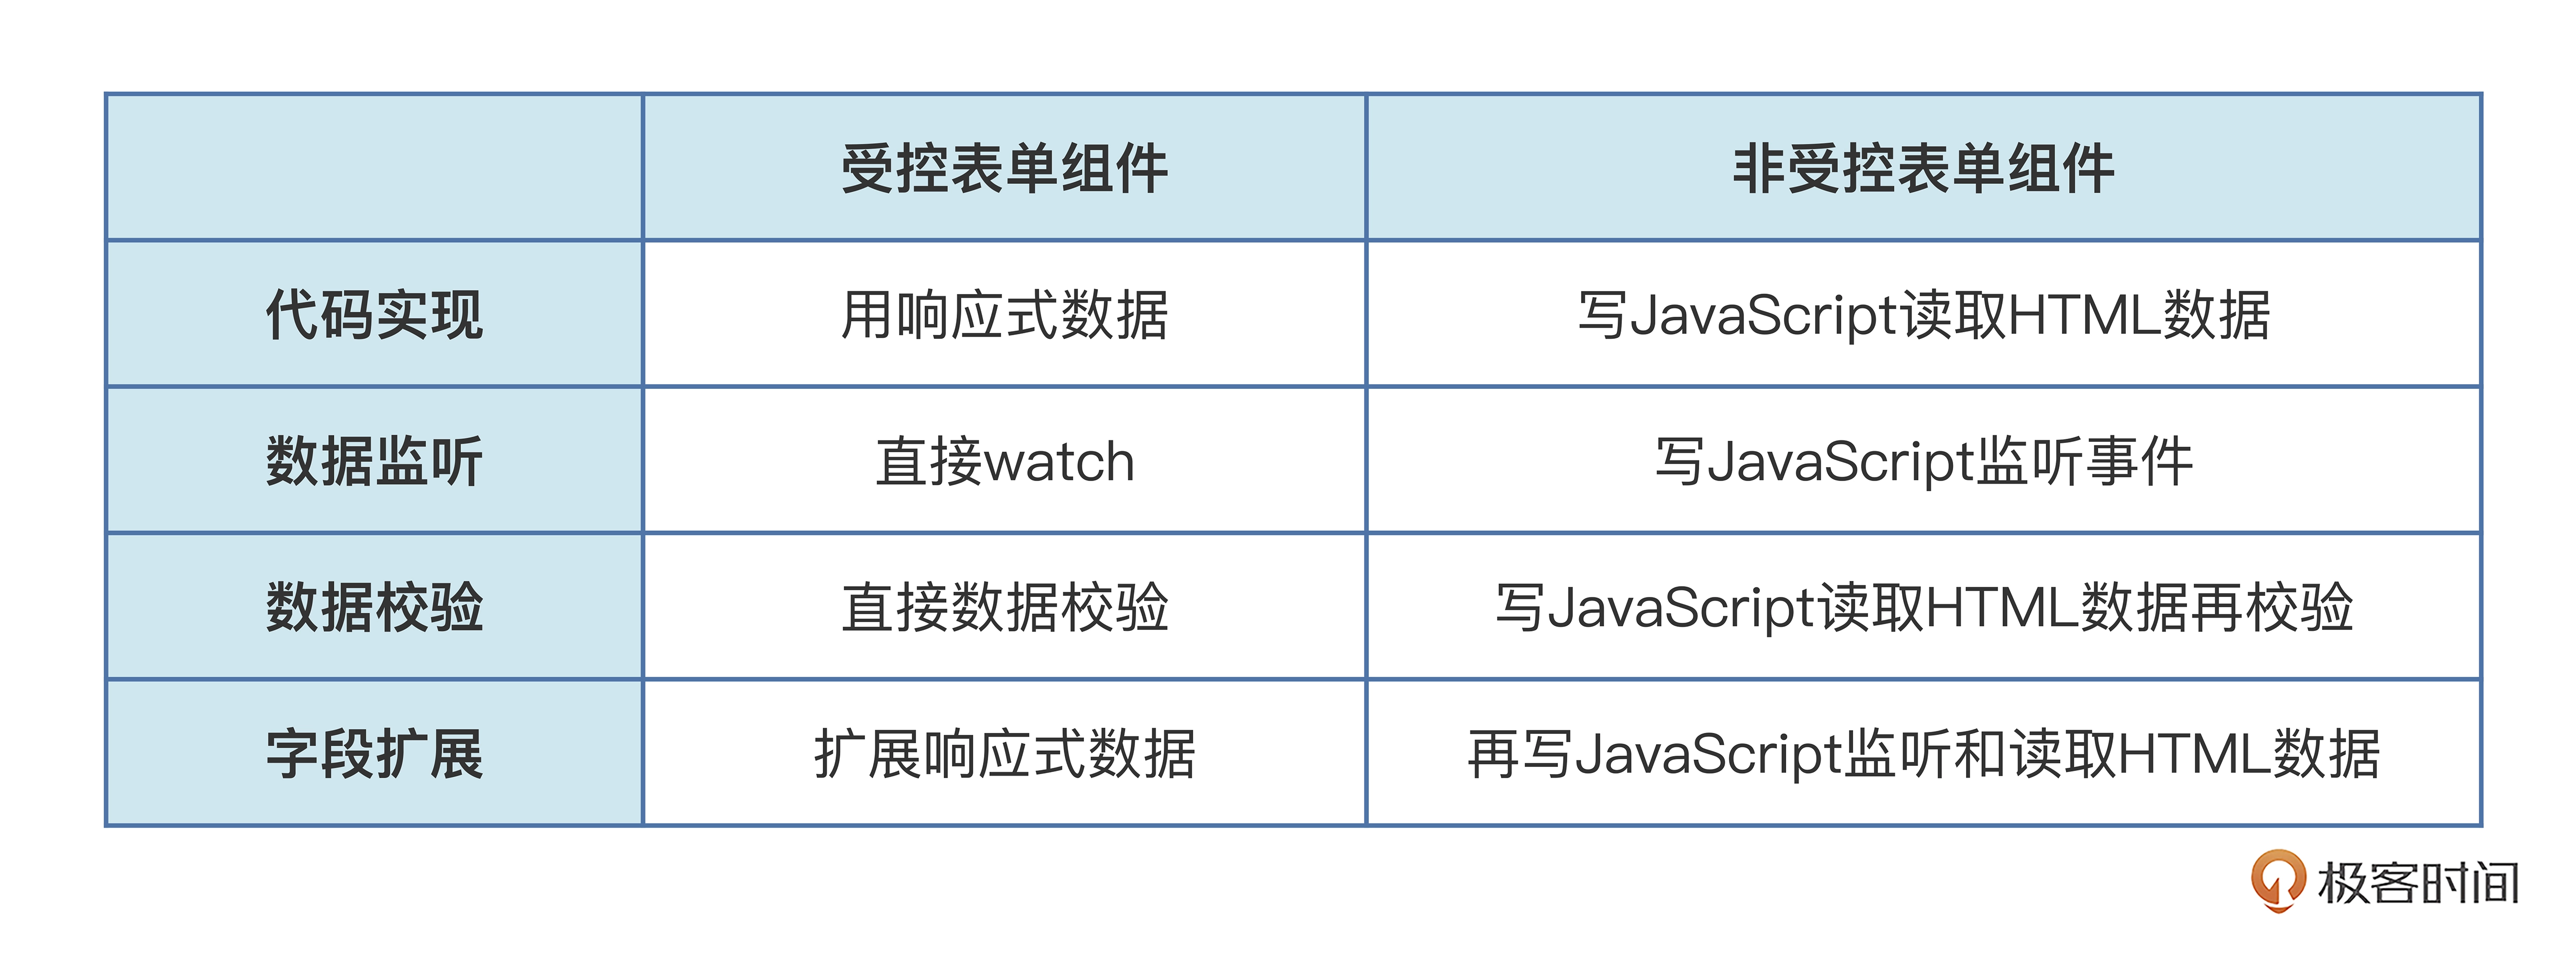 受控表单组件
非受控表单组件
代码实现
用响应式数据
写JavaScript读取HTML数据
数据监听
直接watch
写JavaScript监听事件
数据校验
直接数据校验
写JavaScript读取HTML数据再校验
字段扩展
扩展响应式数据
再写JavaScript监听和读取HTML数据
极客时间